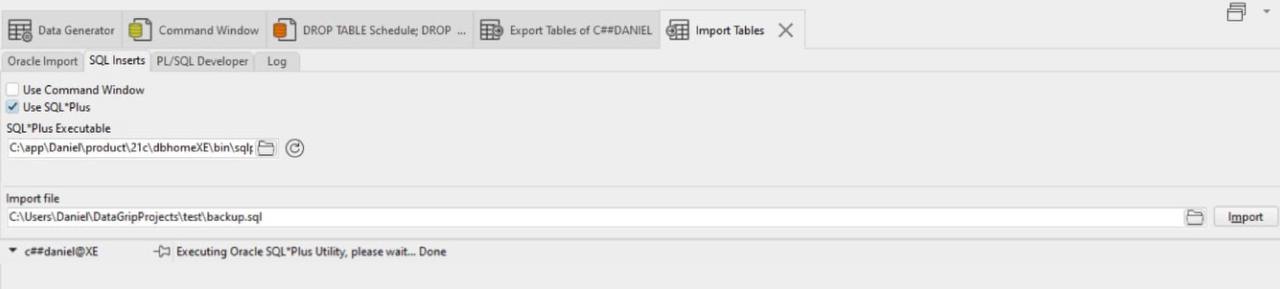 Data Generator Command Window DROP TABLE Schedule; DROP ... Export Tables of C##DANIEL Import Tables
Oracle Import SQL Inserts PL/SQL Developer Log
Use Command Window
Use SQL*Plus
SQL*Plus Executable
C:\app\Daniel\product\21c\dbhomeXE\bin\sqlp
Import file
C:\Users\Daniel\DataGripProjects\test\backup.sql Import
c##daniel@XE Executing Oracle SQL*Plus Utility, please wait... Done